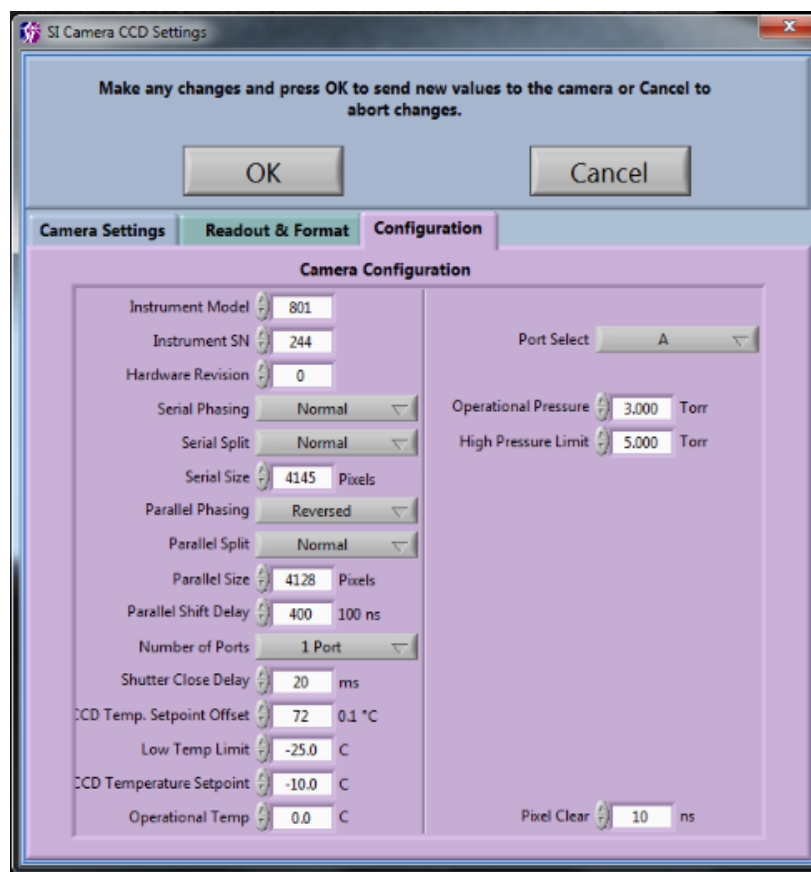 SI Camera CCD Settings
Make any changes and press OK to send new values to the camera or Cancel to
abort changes.
OK
Cancel
Camera Settings
Readout & Format
Configuration
Camera Configuration
Instrument Model 801
Instrument SN 244
Hardware Revision 0
Serial Phasing Normal
Serial Split Normal
Serial Size 4145 Pixels
Parallel Phasing Reversed
Parallel Split Normal
Parallel Size 4128 Pixels
Parallel Shift Delay 400 100 ns
Number of Ports 1 Port
Shutter Close Delay 20 ms
CCD Temp. Setpoint Offset 72 0.1 °C
Low Temp Limit -25.0 C
CCD Temperature Setpoint -10.0 C
Operational Temp 0.0 C
Port Select A
Operational Pressure 3.000 Torr
High Pressure Limit 5.000 Torr
Pixel Clear 10 ns